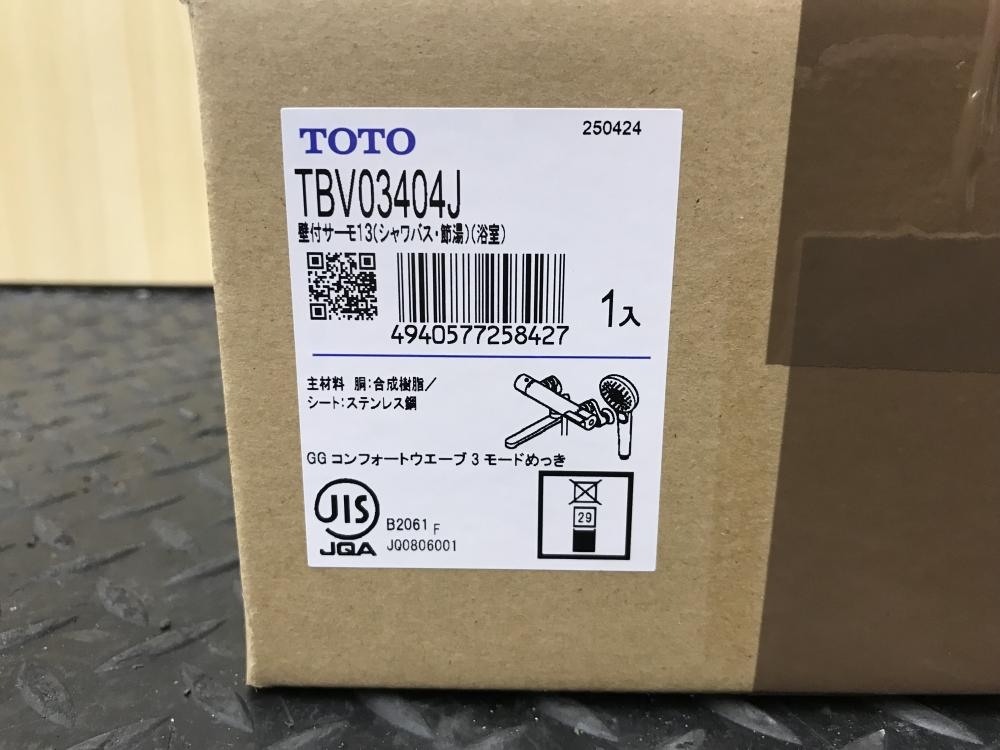 TOTO
250424
TBV03404J
壁付サーモ13(シャワバス・節湯)(浴室)
4940577258427
1入
主材料 胴:合成樹脂/
シート:ステンレス鋼
GG コンフォートウエーブ 3 モードめっき
29
JIS
JQA
B2061 F
JQ0806001